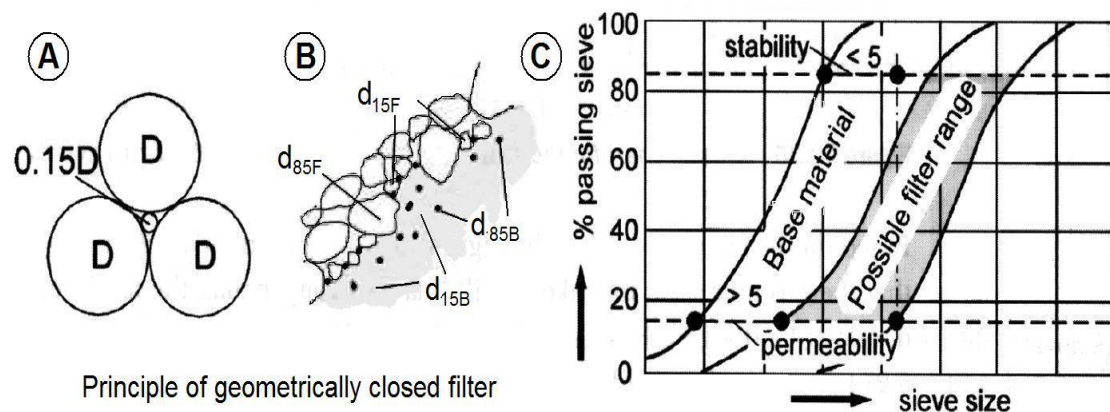 A
D
0.15D
D
D
B
d15F
d85F
d85B
d15B
Principle of geometrically closed filter
C
% passing sieve
100
80
60
40
20
0
stability
< 5
Base material
Possible filter range
> 5
permeability
sieve size